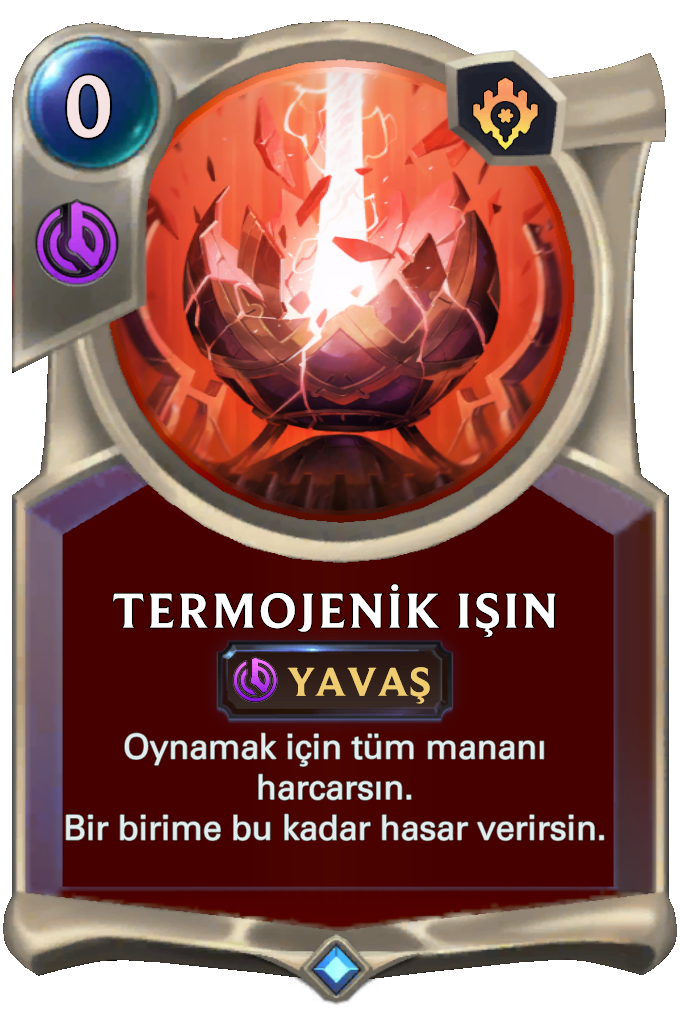 0
TERMOJENİK IŞIN
YAVAŞ
Oynamak için tüm mananı
harcarsın.
Bir birime bu kadar hasar verirsin.